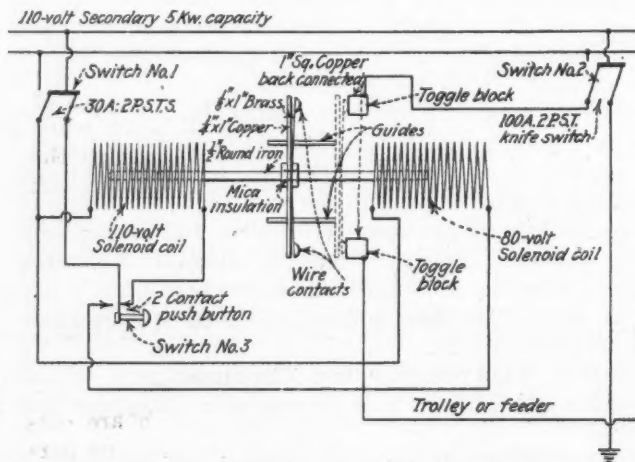 110-volt Secondary 5 Kw. capacity
Switch No.1
30A: 2 P.S.T.S.
1" Sq. Copper
back connected
Switch No.2
Toggle block
100A. 2 P.S.T.
knife switch
1/8"x1" Brass
1/4"x1" Copper
1/2" Round iron
Guides
Mica
insulation
110-volt
Solenoid coil
80-volt
Solenoid coil
Wire
contacts
Toggle
block
2 Contact
push button
Switch No.3
Trolley or feeder